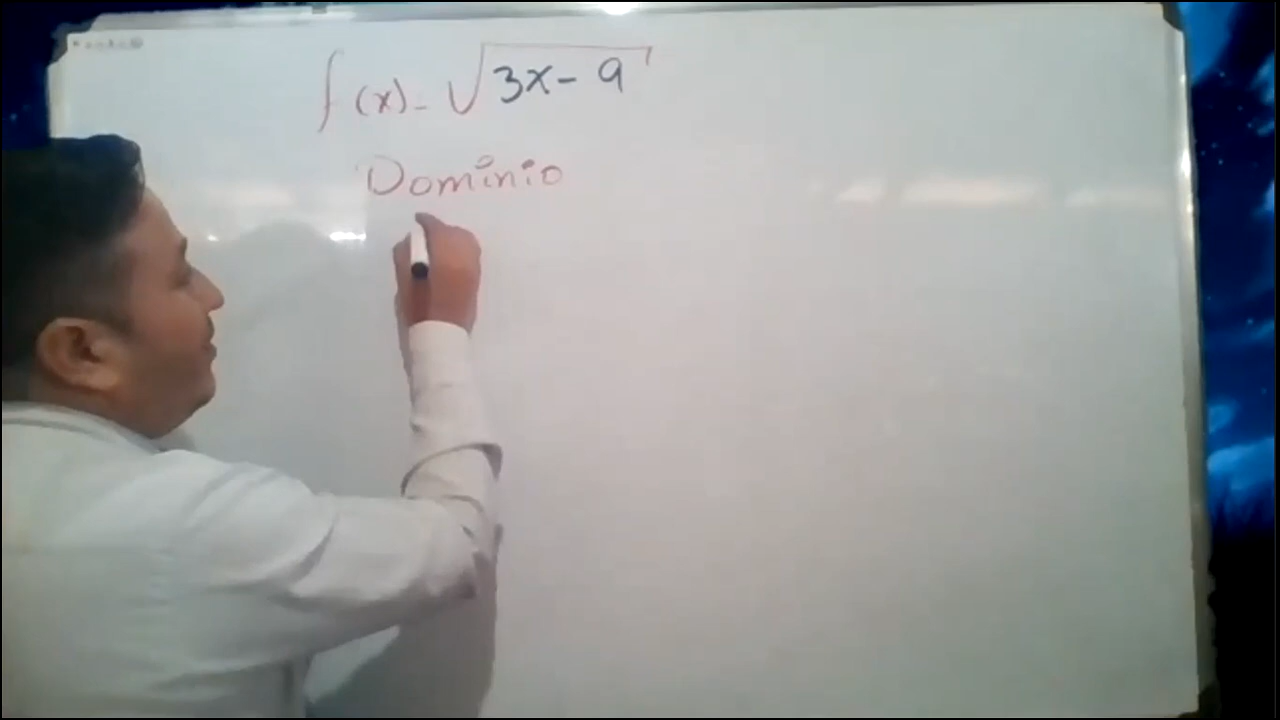 f(x) = √3x - 9
Dominio